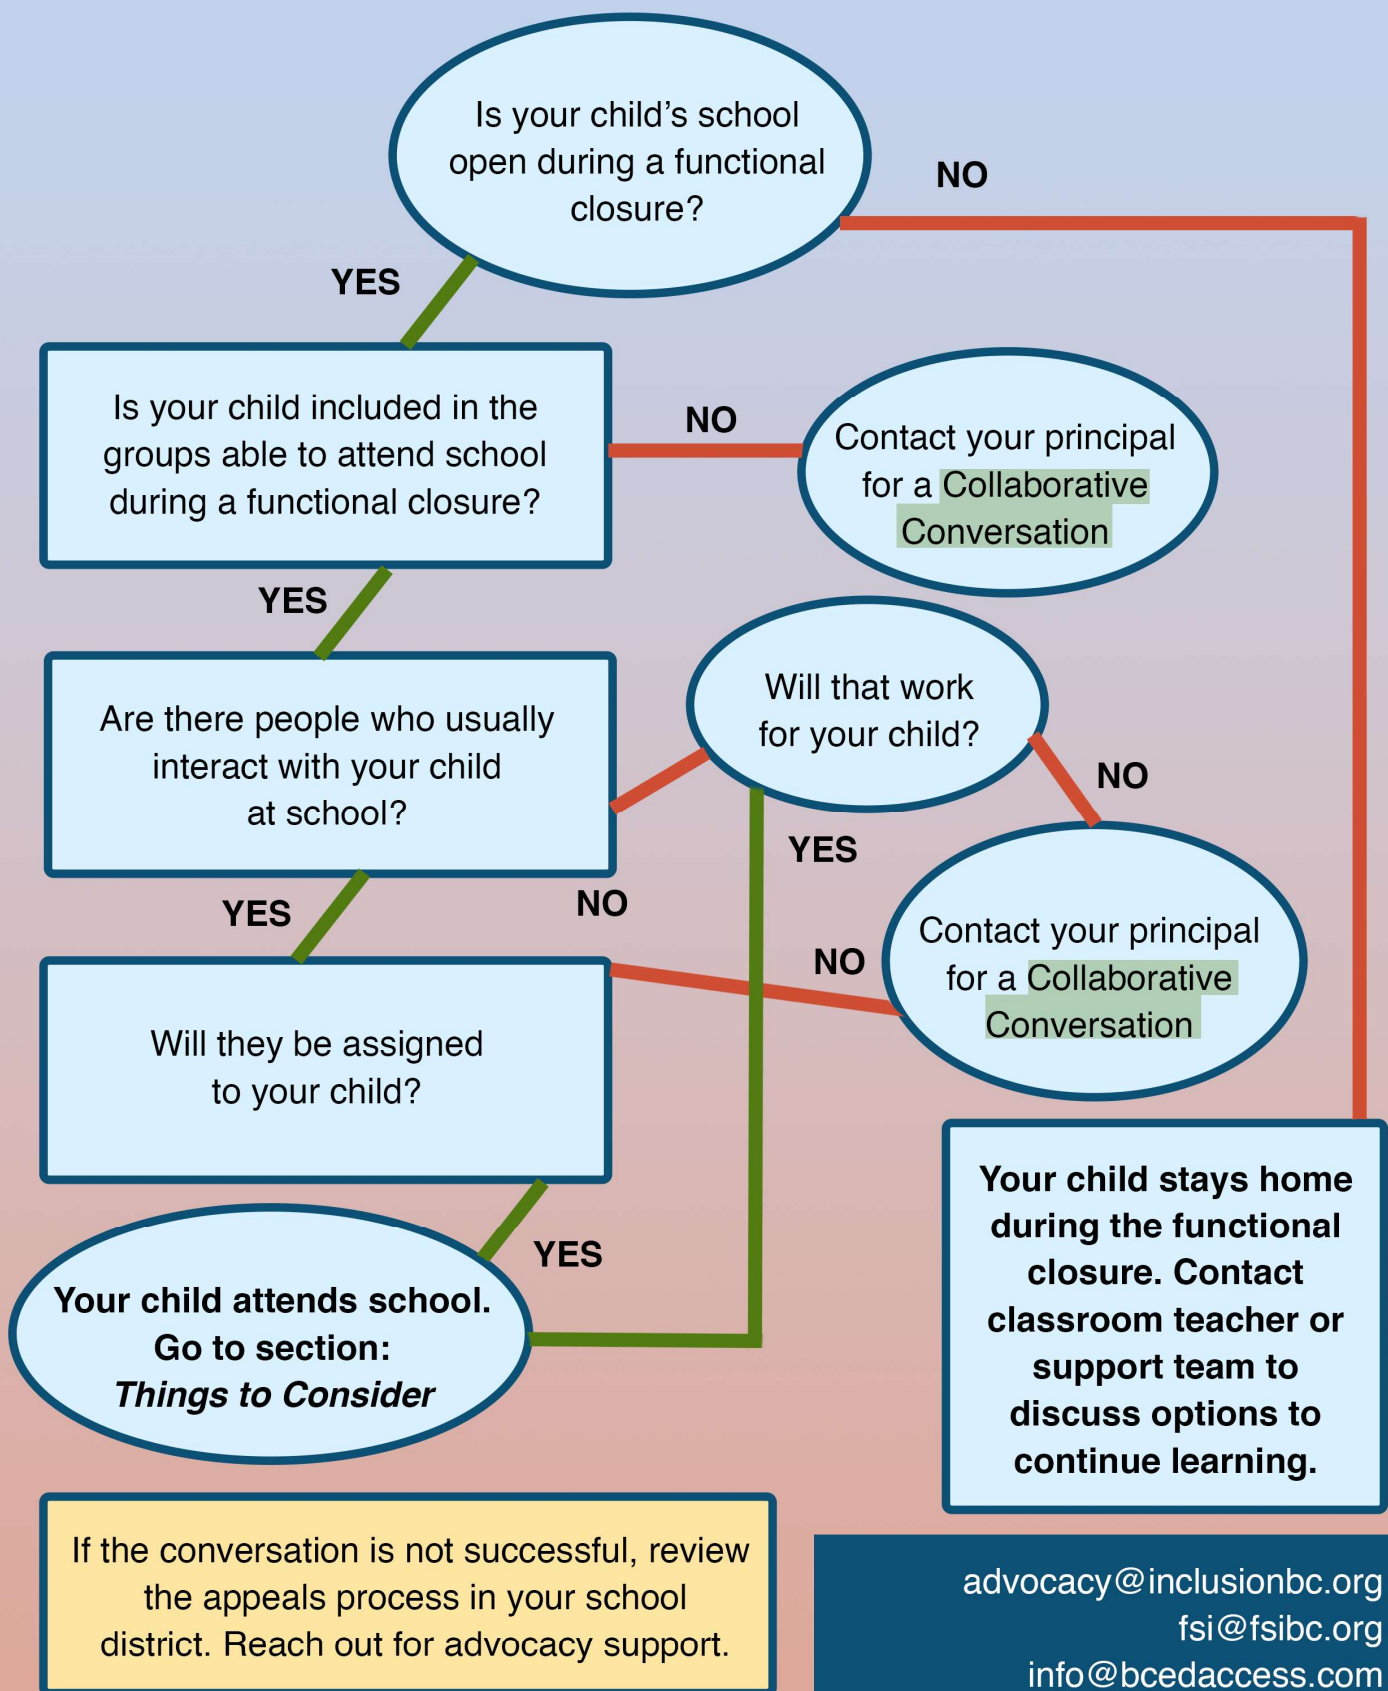 Is your child's school
open during a functional
closure?
NO
YES
Is your child included in the
groups able to attend school
during a functional closure?
NO
Contact your principal
for a Collaborative
Conversation
YES
Are there people who usually
interact with your child
at school?
Will that work
for your child?
NO
YES
YES
NO
NO
Contact your principal
for a Collaborative
Conversation
Will they be assigned
to your child?
YES
Your child attends school.
Go to section:
Things to Consider
Your child stays home
during the functional
closure. Contact
classroom teacher or
support team to
discuss options to
continue learning.
If the conversation is not successful, review
the appeals process in your school
district. Reach out for advocacy support.
advocacy@inclusionbc.org
fsi@fsibc.org
info@bcedaccess.com